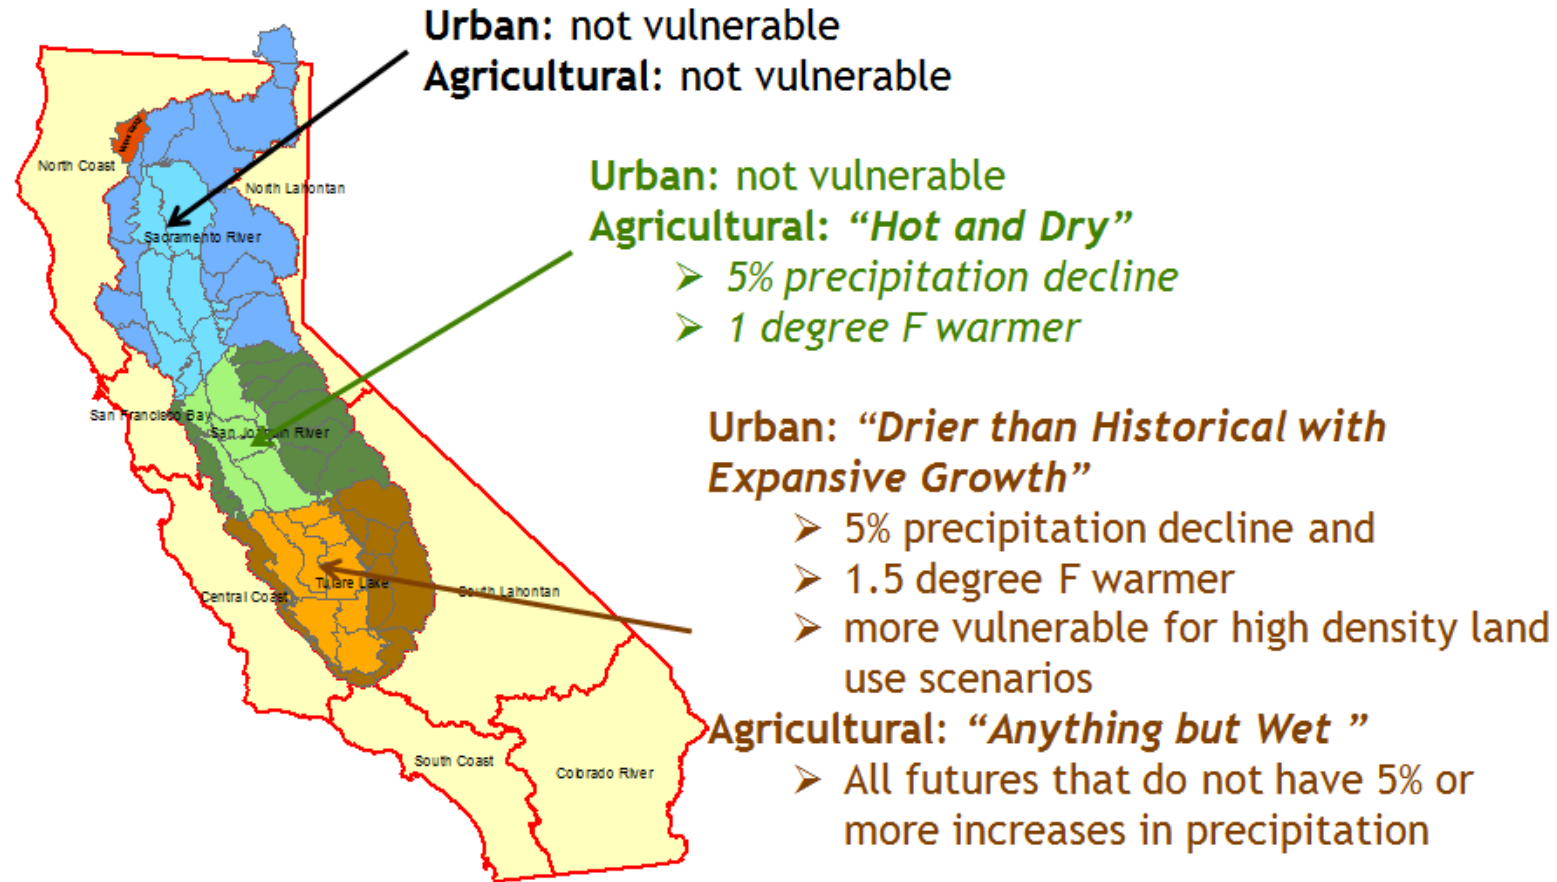 Urban: not vulnerable
Agricultural: not vulnerable
Urban: not vulnerable
Agricultural: “Hot and Dry”
➢ 5% precipitation decline
➢ 1 degree F warmer
Urban: “Drier than Historical with
Expansive Growth”
➢ 5% precipitation decline and
➢ 1.5 degree F warmer
➢ more vulnerable for high density land
use scenarios
Agricultural: “Anything but Wet ”
➢ All futures that do not have 5% or
more increases in precipitation
North Coast
North Lahontan
Sacramento River
San Francisco Bay
San Joaquin River
Tulare Lake
Central Coast
South Lahontan
South Coast
Colorado River